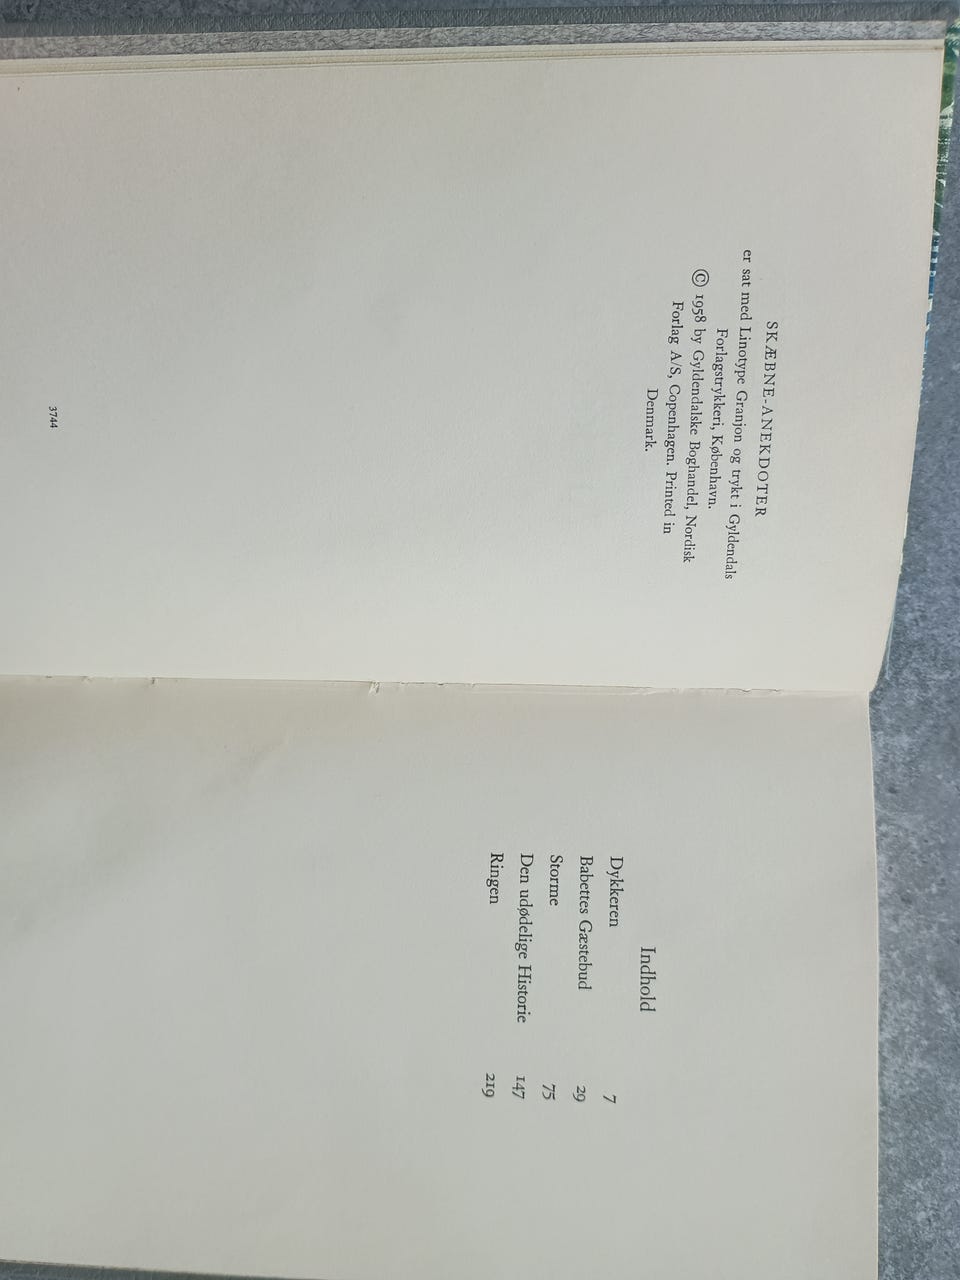 SKÆBNE-ANEKDOTER
er sat med Linotype Granjon og trykt i Gyldendals
Forlagstrykkeri, København.
© 1958 by Gyldendalske Boghandel, Nordisk
Forlag A/S, Copenhagen. Printed in
Denmark.
3744
Indhold
Dykkeren 7
Babettes Gæstebud 29
Storme 75
Den udødelige Historie 147
Ringen 219